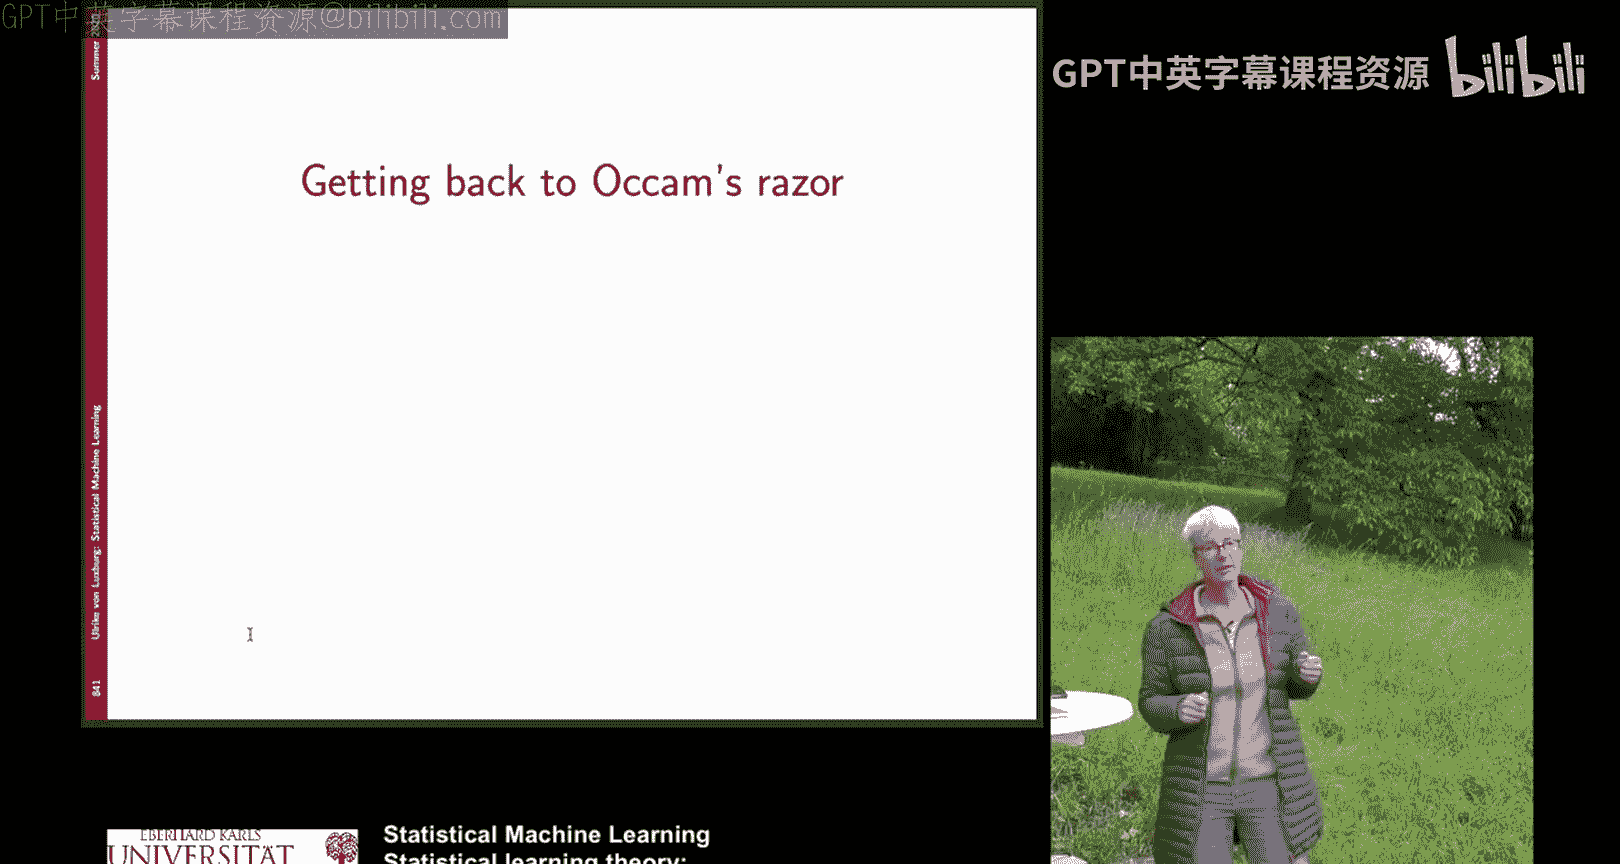 GPT中英字幕课程资源@bilibili.com
GPT中英字幕课程资源 bilibili
Summer
Getting back to Occam's razor
Ulrike von Luxburg: Statistical Machine Learning
841
EBERHARD KARLS
UNIVERSITÄT
Statistical Machine Learning
Statistical learning theory: